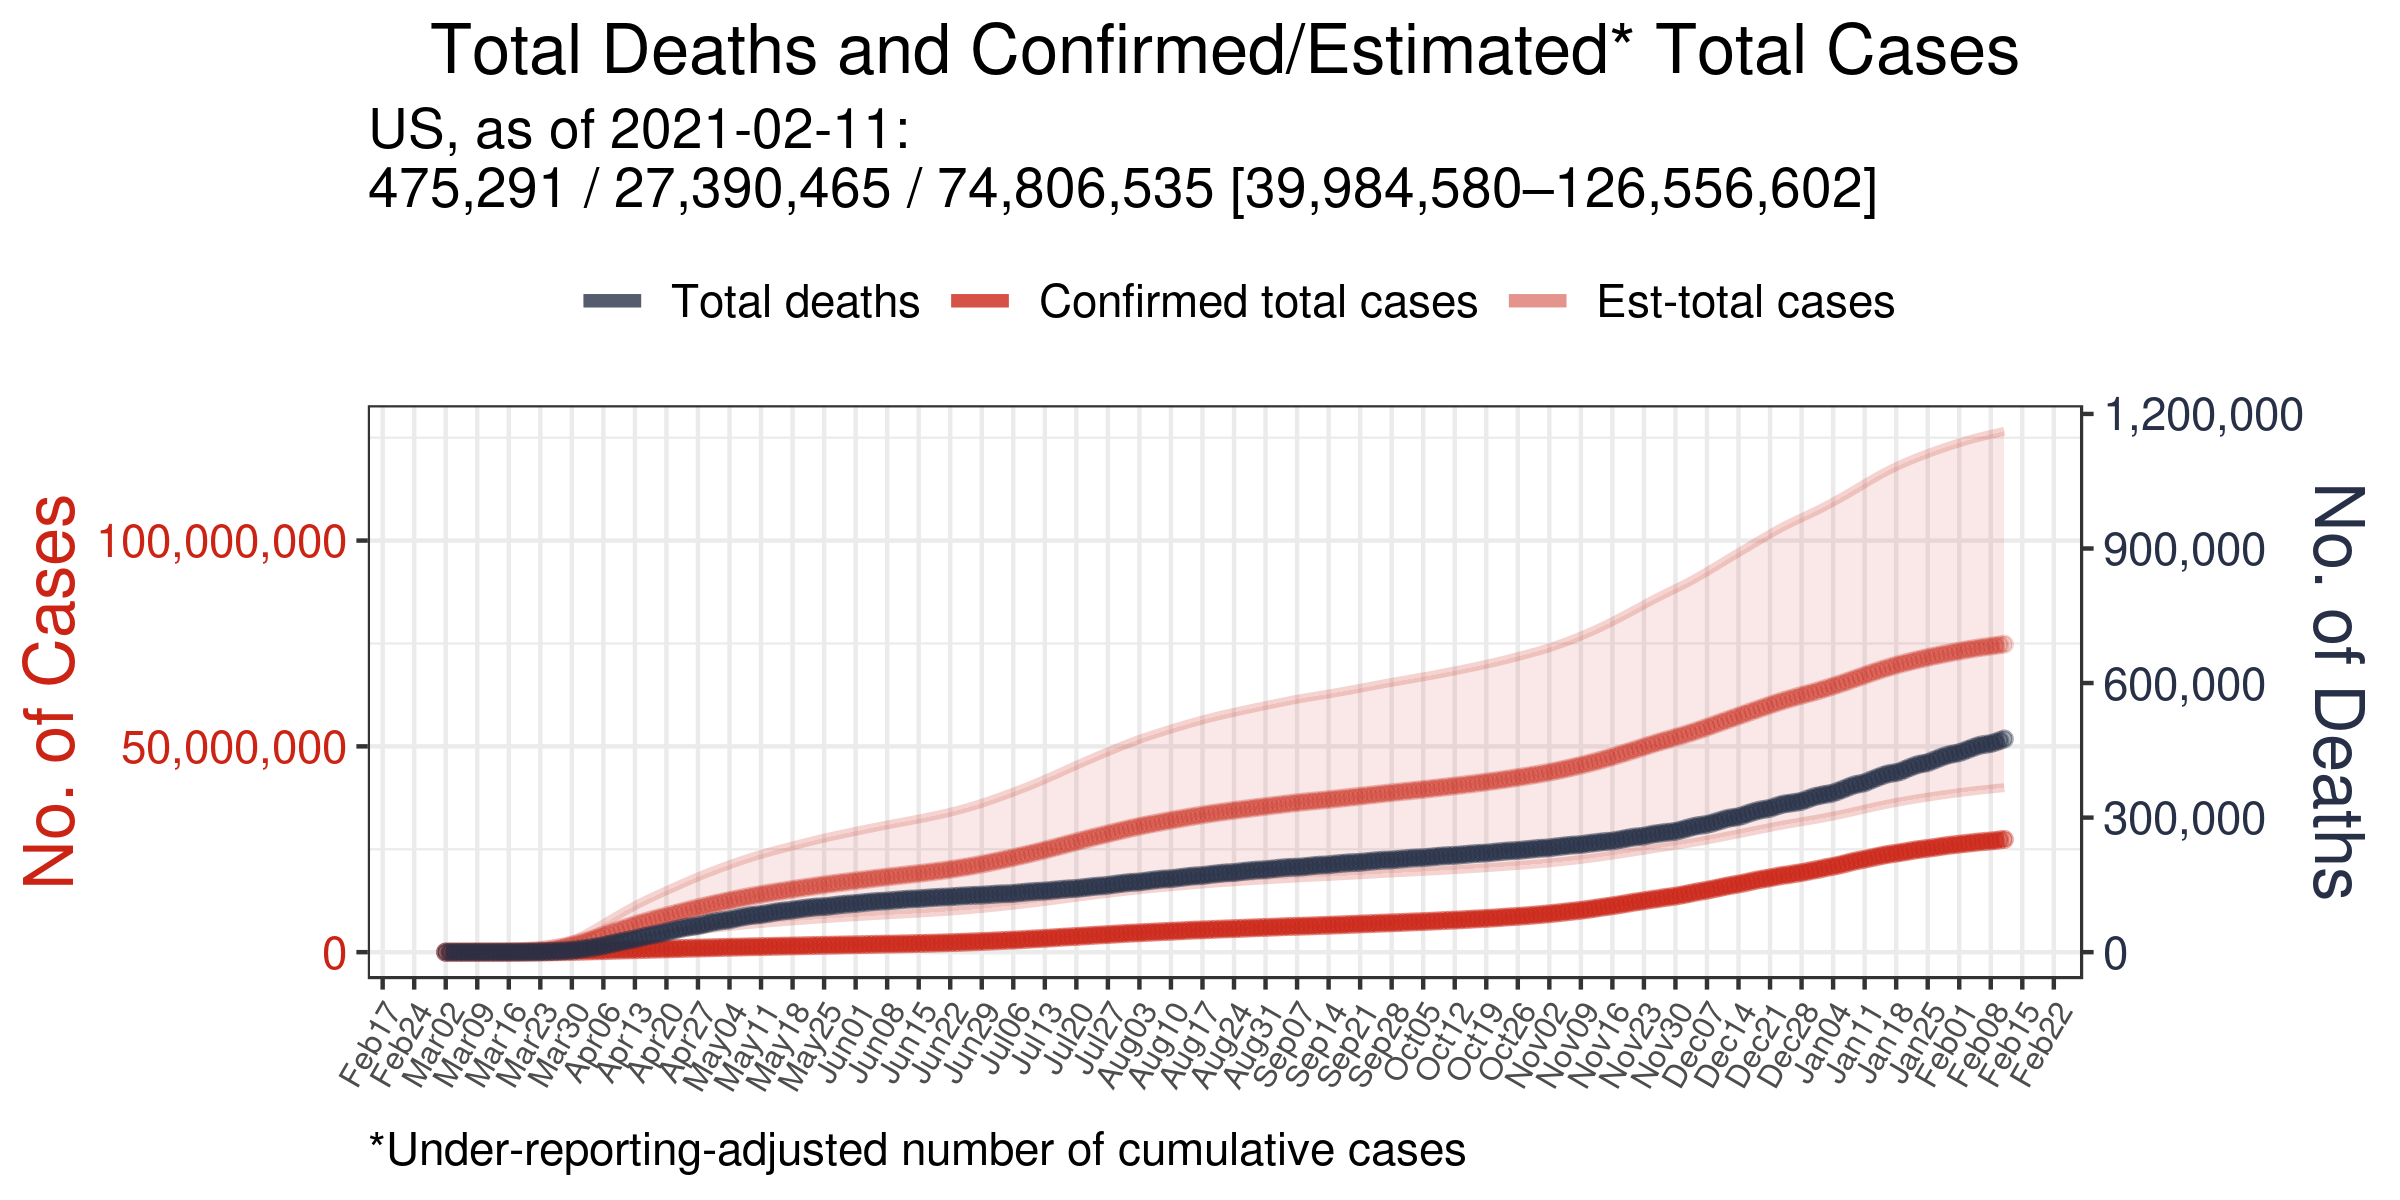 Total Deaths and Confirmed/Estimated* Total Cases
US, as of 2021-02-11:
475,291 / 27,390,465 / 74,806,535 [39,984,580–126,556,602]
Total deaths Confirmed total cases Est-total cases
No. of Cases
100,000,000
50,000,000
0
1,200,000
900,000
600,000
300,000
0
No. of Deaths
Feb17 Feb24 Mar02 Mar09 Mar16 Mar23 Mar30 Apr06 Apr13 Apr20 Apr27 May04 May11 May18 May25 Jun01 Jun08 Jun15 Jun22 Jun29 Jul06 Jul13 Jul20 Jul27 Aug03 Aug10 Aug17 Aug24 Aug31 Sep07 Sep14 Sep21 Sep28 Oct05 Oct12 Oct19 Oct26 Nov02 Nov09 Nov16 Nov23 Nov30 Dec07 Dec14 Dec21 Dec28 Jan04 Jan11 Jan18 Jan25 Feb01 Feb08 Feb15 Feb22
*Under-reporting-adjusted number of cumulative cases